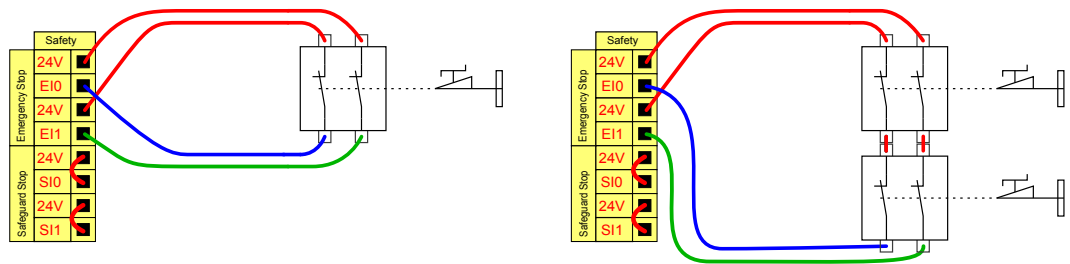 Safety
Emergency Stop
24V
EI0
24V
EI1
Safeguard Stop
24V
SI0
24V
SI1
Safety
Emergency Stop
24V
EI0
24V
EI1
Safeguard Stop
24V
SI0
24V
SI1